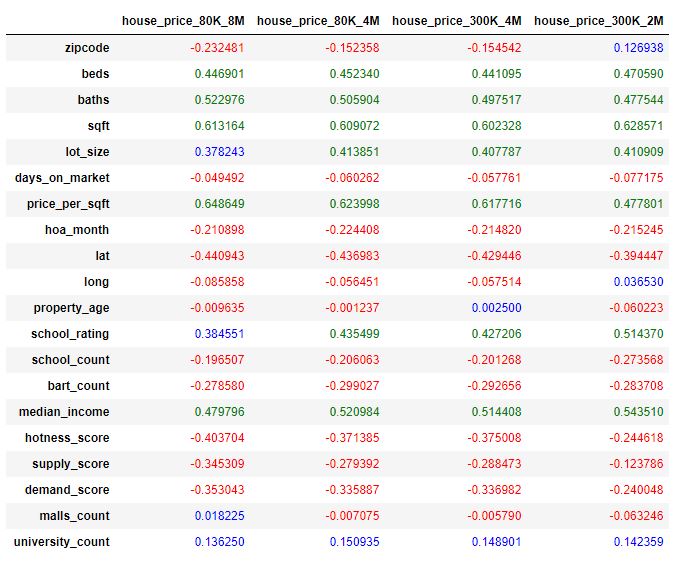 house_price_80K_8M house_price_80K_4M house_price_300K_4M house_price_300K_2M
zipcode -0.232481 -0.152358 -0.154542 0.126938
beds 0.446901 0.452340 0.441095 0.470590
baths 0.522976 0.505904 0.497517 0.477544
sqft 0.613164 0.609072 0.602328 0.628571
lot_size 0.378243 0.413851 0.407787 0.410909
days_on_market -0.049492 -0.060262 -0.057761 -0.077175
price_per_sqft 0.648649 0.623998 0.617716 0.477801
hoa_month -0.210898 -0.224408 -0.214820 -0.215245
lat -0.440943 -0.436983 -0.429446 -0.394447
long -0.085858 -0.056451 -0.057514 0.036530
property_age -0.009635 -0.001237 0.002500 -0.060223
school_rating 0.384551 0.435499 0.427206 0.514370
school_count -0.196507 -0.206063 -0.201268 -0.273568
bart_count -0.278580 -0.299027 -0.292656 -0.283708
median_income 0.479796 0.520984 0.514408 0.543510
hotness_score -0.403704 -0.371385 -0.375008 -0.244618
supply_score -0.345309 -0.279392 -0.288473 -0.123786
demand_score -0.353043 -0.335887 -0.336982 -0.240048
malls_count 0.018225 -0.007075 -0.005790 -0.063246
university_count 0.136250 0.150935 0.148901 0.142359